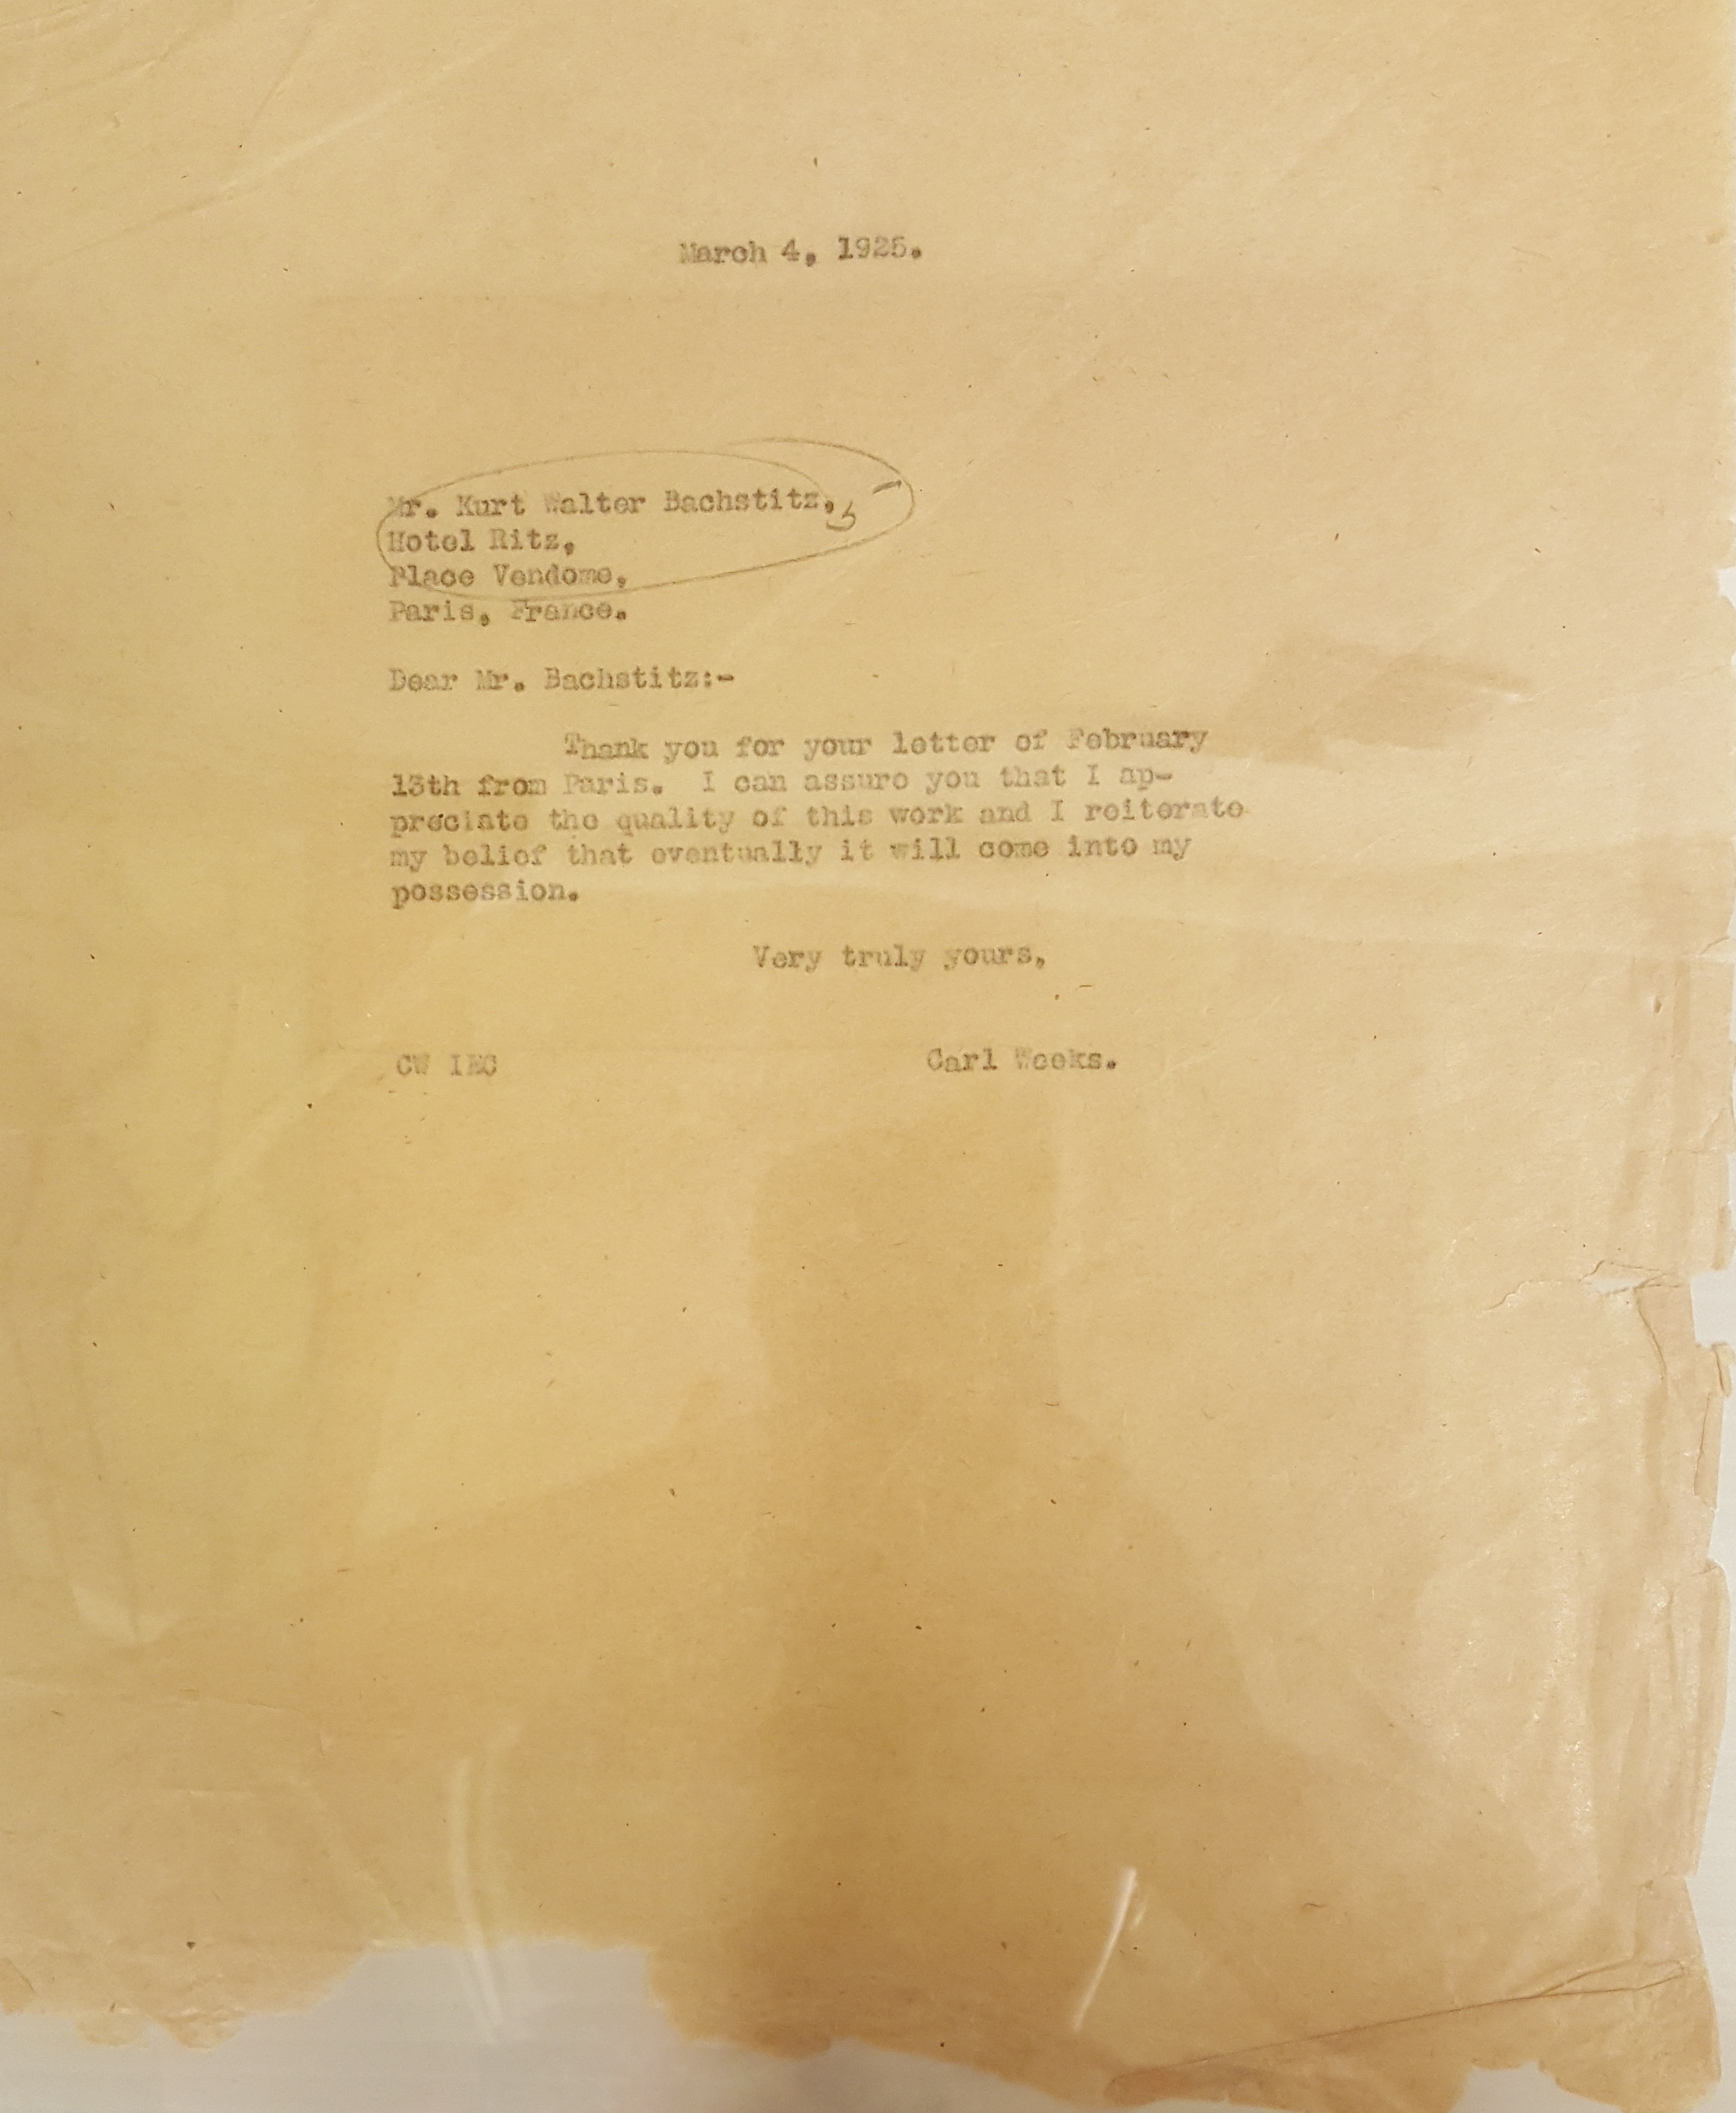 March 4, 1925.
Mr. Kurt Walter Bachstitz,
Hotel Ritz,
Place Vendome,
Paris, France.
Dear Mr. Bachstitz:-
Thank you for your letter of February
13th from Paris. I can assure you that I ap-
preciate the quality of this work and I reiterate
my belief that eventually it will come into my
possession.
Very truly yours,
CW IEC Carl Weeks.